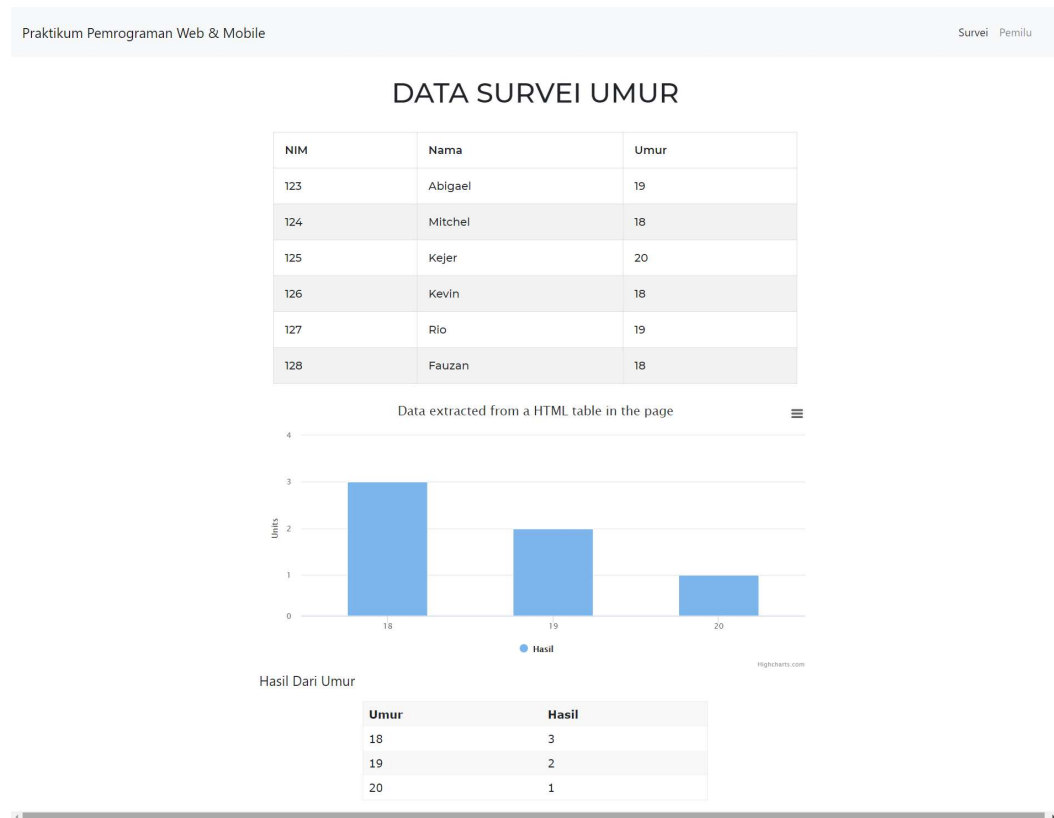 Praktikum Pemrograman Web & Mobile
Survei Pemilu
DATA SURVEI UMUR
NIM Nama Umur
123 Abigael 19
124 Mitchel 18
125 Kejer 20
126 Kevin 18
127 Rio 19
128 Fauzan 18
Data extracted from a HTML table in the page
4
3
2
1
0
Units
18 19 20
Hasil
Highcharts.com
Hasil Dari Umur
Umur Hasil
18 3
19 2
20 1